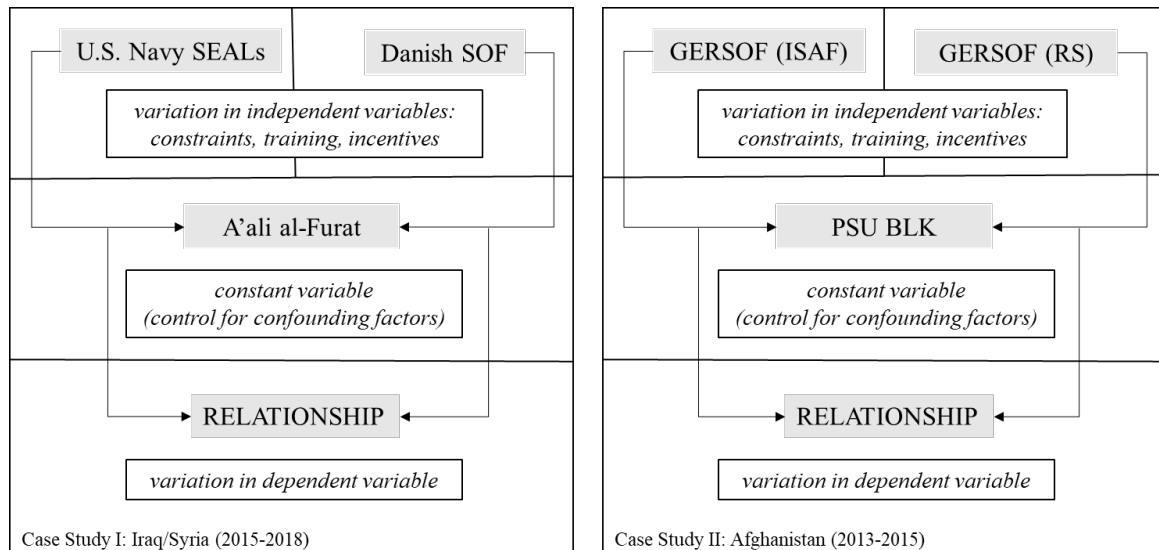 U.S. Navy SEALs
Danish SOF
variation in independent variables:
constraints, training, incentives
A’ali al-Furat
constant variable
(control for confounding factors)
RELATIONSHIP
variation in dependent variable
Case Study I: Iraq/Syria (2015-2018)
GERSOF (ISAF)
GERSOF (RS)
variation in independent variables:
constraints, training, incentives
PSU BLK
constant variable
(control for confounding factors)
RELATIONSHIP
variation in dependent variable
Case Study II: Afghanistan (2013-2015)